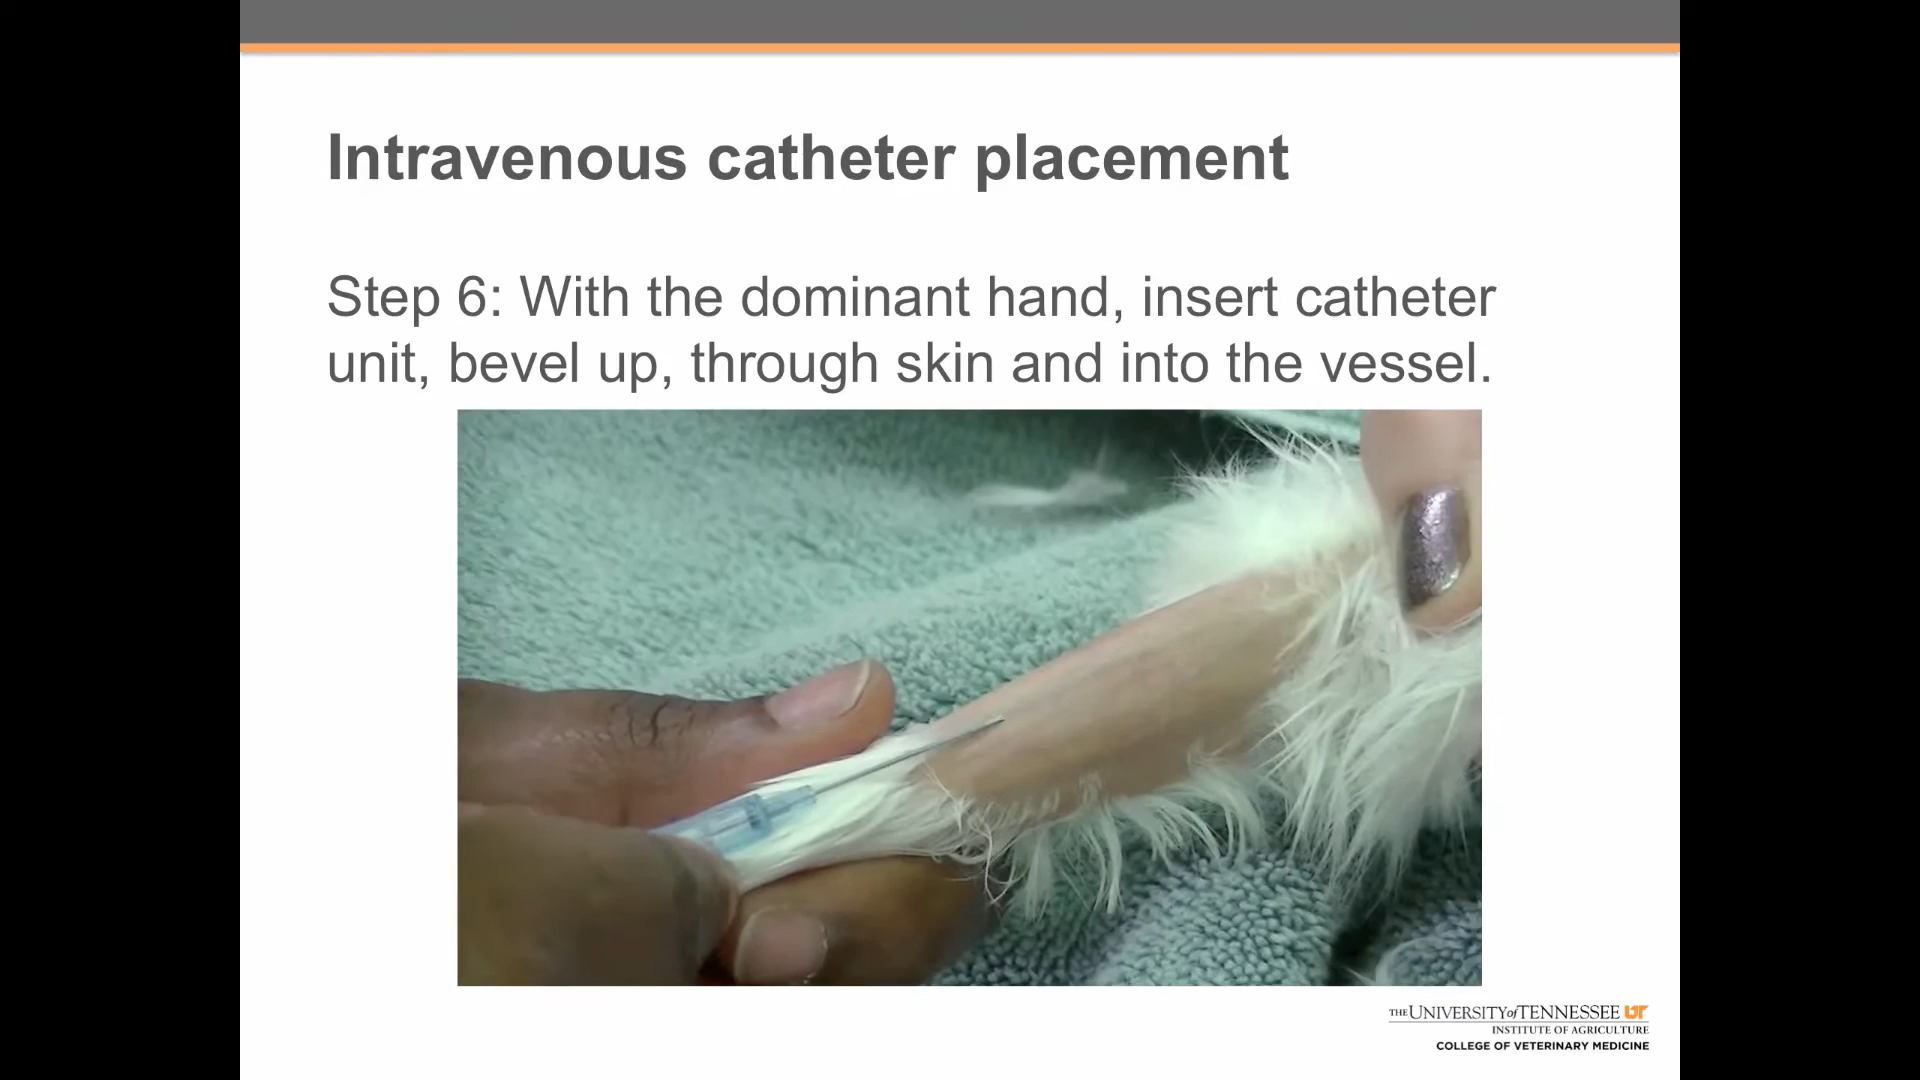 Intravenous catheter placement
Step 6: With the dominant hand, insert catheter
unit, bevel up, through skin and into the vessel.
THE UNIVERSITY of TENNESSEE UT
INSTITUTE OF AGRICULTURE
COLLEGE OF VETERINARY MEDICINE